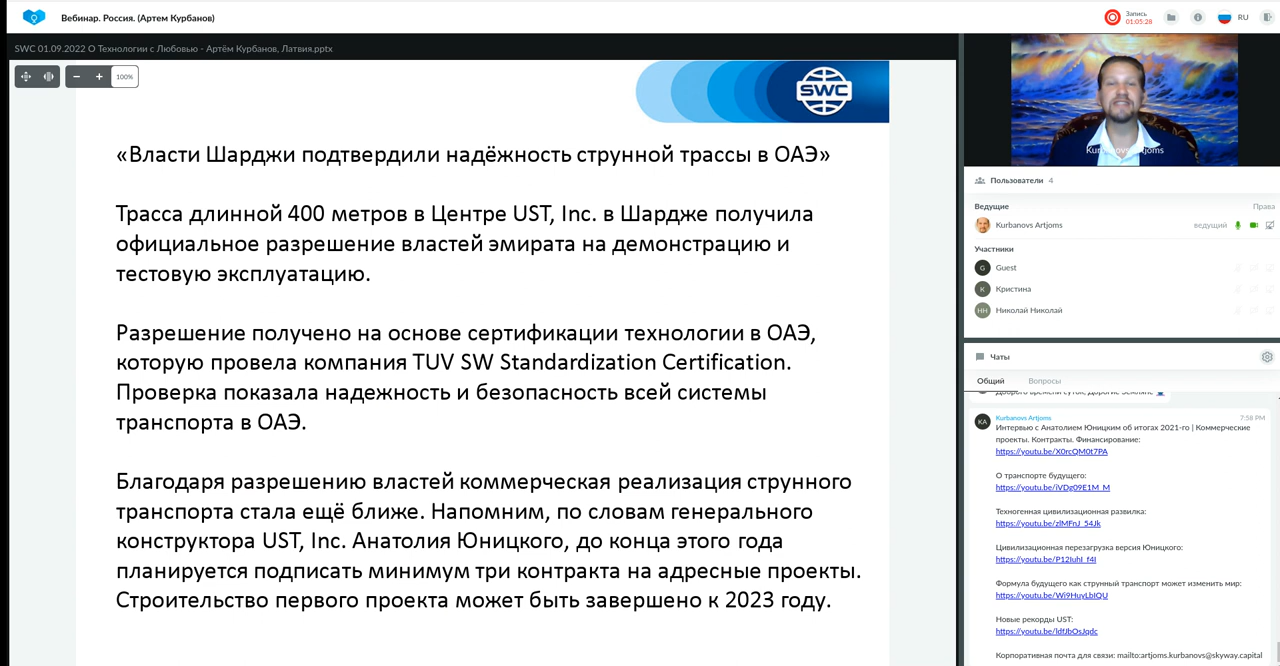 Вебинар. Россия. (Артем Курбанов)
Запись
01:05:28
RU
SWC 01.09.2022 О Технологии с Любовью - Артём Курбанов, Латвия.pptx
100%
SWC
«Власти Шарджи подтвердили надёжность струнной трассы в ОАЭ»
Трасса длинной 400 метров в Центре UST, Inc. в Шардже получила
официальное разрешение властей эмирата на демонстрацию и
тестовую эксплуатацию.
Разрешение получено на основе сертификации технологии в ОАЭ,
которую провела компания TUV SW Standardization Certification.
Проверка показала надежность и безопасность всей системы
транспорта в ОАЭ.
Благодаря разрешению властей коммерческая реализация струнного
транспорта стала ещё ближе. Напомним, по словам генерального
конструктора UST, Inc. Анатолия Юницкого, до конца этого года
планируется подписать минимум три контракта на адресные проекты.
Строительство первого проекта может быть завершено к 2023 году.
Kurbanovs Artjoms
Пользователи 4
Ведущие Права
Kurbanovs Artjoms ведущий
Участники
G Guest
К Кристина
НН Николай Николай
Чаты
Общий Вопросы
KA Kurbanovs Artjoms 7:58 PM
Интервью с Анатолием Юницким об итогах 2021-го | Коммерческие
проекты. Контракты. Финансирование:
https://youtu.be/X0rcQM0t7PA
О транспорте будущего:
https://youtu.be/iVDg09E1M_M
Техногенная цивилизационная развилка:
https://youtu.be/zlMFnJ_54Jk
Цивилизационная перезагрузка версия Юницкого:
https://youtu.be/P12Iuhl_f4I
Формула будущего как струнный транспорт может изменить мир:
https://youtu.be/Wi9HuyLbIQU
Новые рекорды UST:
https://youtu.be/ldfJbOsJqdc
Корпоративная почта для связи: mailto:artjoms.kurbanovs@skyway.capital